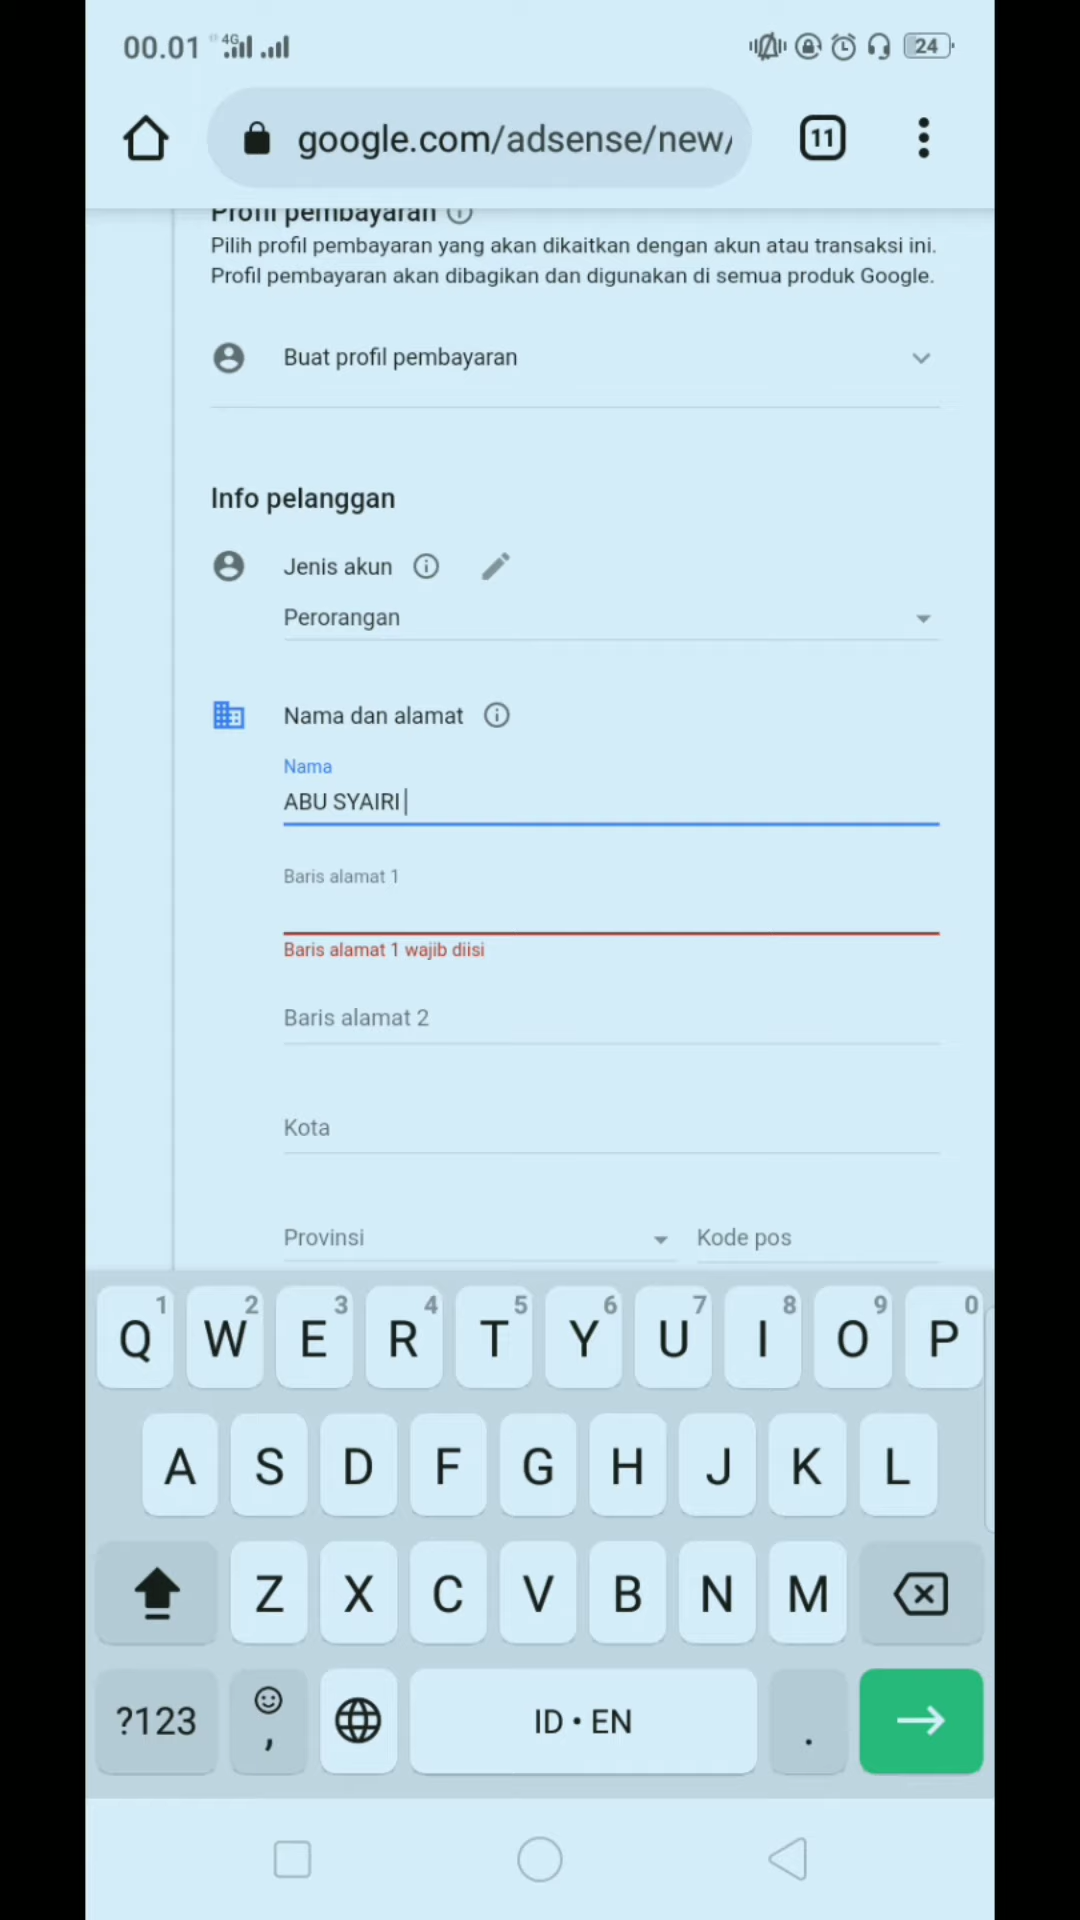 00.01 4G 24
google.com/adsense/new/ 11
Profil pembayaran
Pilih profil pembayaran yang akan dikaitkan dengan akun atau transaksi ini.
Profil pembayaran akan dibagikan dan digunakan di semua produk Google.
Buat profil pembayaran
Info pelanggan
Jenis akun
Perorangan
Nama dan alamat
Nama
ABU SYAIRI
Baris alamat 1
Baris alamat 1 wajib diisi
Baris alamat 2
Kota
Provinsi Kode pos
1 2 3 4 5 6 7 8 9 0
Q W E R T Y U I O P
A S D F G H J K L
Z X C V B N M
?123 , ID • EN .